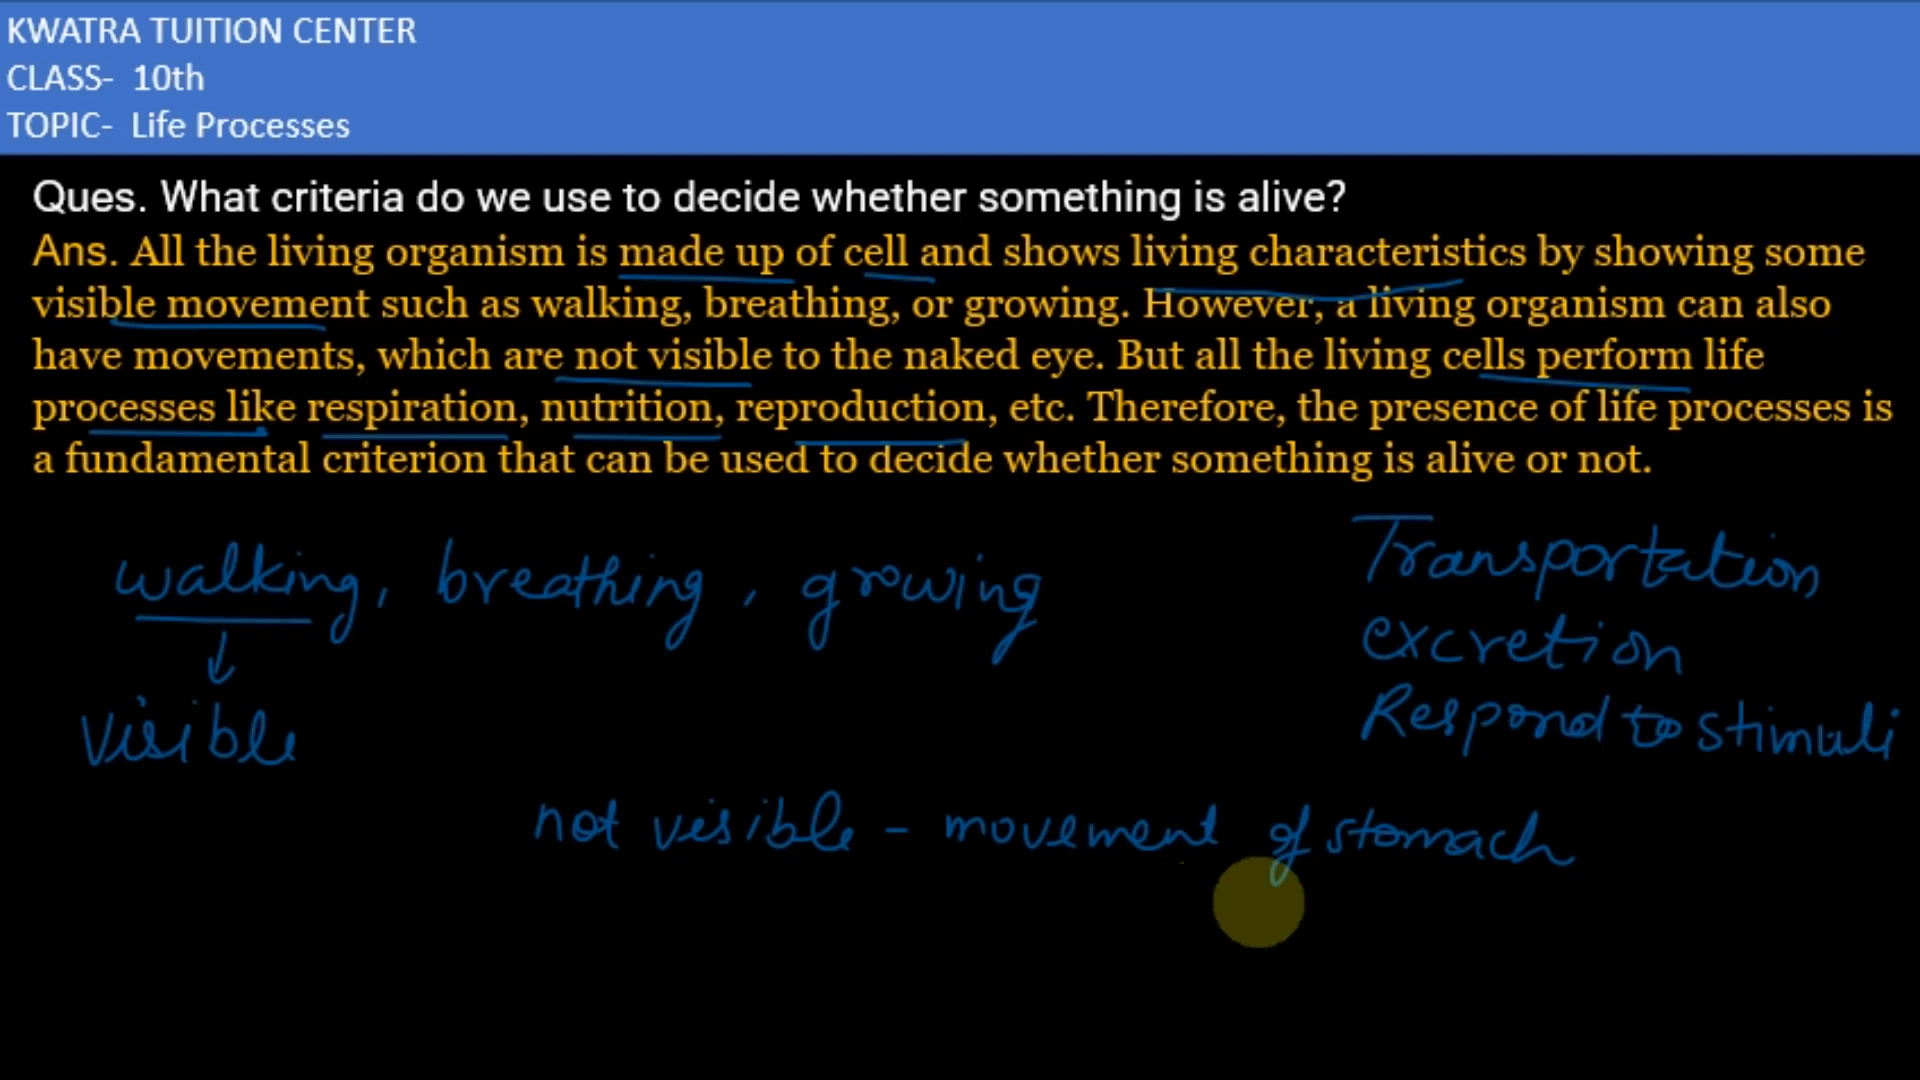 KWATRA TUITION CENTER
CLASS- 10th
TOPIC- Life Processes
Ques. What criteria do we use to decide whether something is alive?
Ans. All the living organism is made up of cell and shows living characteristics by showing some
visible movement such as walking, breathing, or growing. However, a living organism can also
have movements, which are not visible to the naked eye. But all the living cells perform life
processes like respiration, nutrition, reproduction, etc. Therefore, the presence of life processes is
a fundamental criterion that can be used to decide whether something is alive or not.
walking, breathing, growing
Transportation
excretion
Respond to stimuli
visible
not visible - movement of stomach